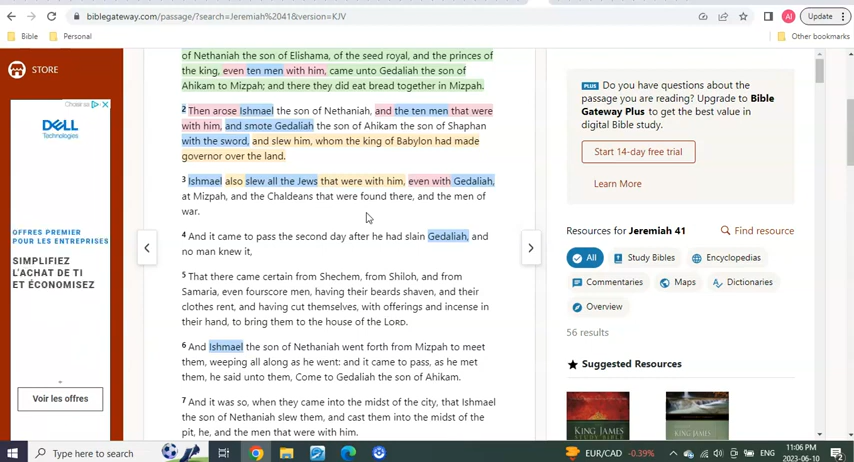 biblegateway.com/passage/?search=Jeremiah%2041&version=KJV
AI
Update
Bible
Personal
Other bookmarks
STORE
DELL
Technologies
OFFRES PREMIER
POUR LES ENTREPRISES
SIMPLIFIEZ
L'ACHAT DE TI
ET ÉCONOMISEZ
Voir les offres
of Nethaniah the son of Elishama, of the seed royal, and the princes of
the king, even ten men with him, came unto Gedaliah the son of
Ahikam to Mizpah; and there they did eat bread together in Mizpah.
2 Then arose Ishmael the son of Nethaniah, and the ten men that were
with him, and smote Gedaliah the son of Ahikam the son of Shaphan
with the sword, and slew him, whom the king of Babylon had made
governor over the land.
3 Ishmael also slew all the Jews that were with him, even with Gedaliah,
at Mizpah, and the Chaldeans that were found there, and the men of
war.
4 And it came to pass the second day after he had slain Gedaliah, and
no man knew it,
5 That there came certain from Shechem, from Shiloh, and from
Samaria, even fourscore men, having their beards shaven, and their
clothes rent, and having cut themselves, with offerings and incense in
their hand, to bring them to the house of the LORD.
6 And Ishmael the son of Nethaniah went forth from Mizpah to meet
them, weeping all along as he went: and it came to pass, as he met
them, he said unto them, Come to Gedaliah the son of Ahikam.
7 And it was so, when they came into the midst of the city, that Ishmael
the son of Nethaniah slew them, and cast them into the midst of the
pit, he, and the men that were with him.
PLUS Do you have questions about the
passage you are reading? Upgrade to Bible
Gateway Plus to get the best value in
digital Bible study.
Start 14-day free trial
Learn More
Resources for Jeremiah 41
Find resource
All
Study Bibles
Encyclopedias
Commentaries
Maps
Dictionaries
Overview
56 results
Suggested Resources
KING JAMES
STUDY BIBLE
KING JAMES
Type here to search
EUR/CAD -0.39%
ENG
11:06 PM
2023-06-10
2